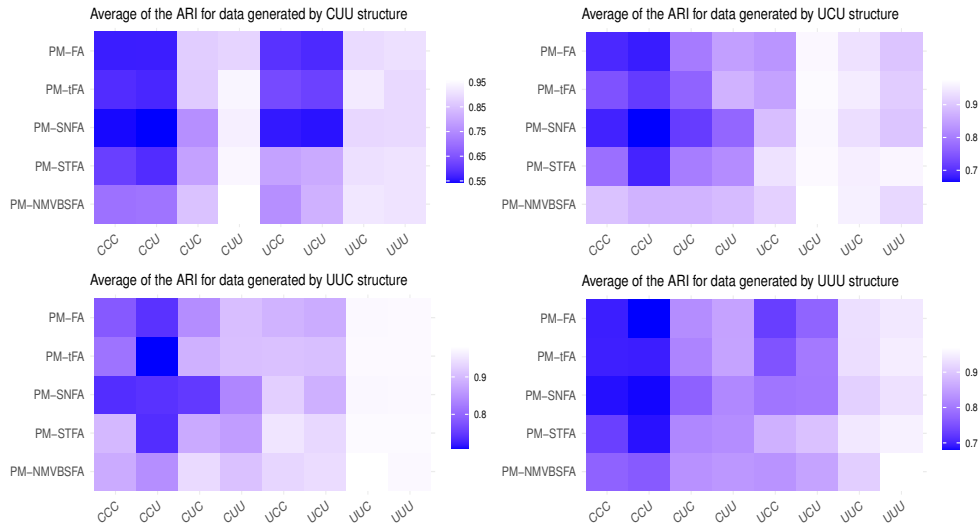 Average of the ARI for data generated by CUU structure
PM−FA
PM−tFA
PM−SNFA
PM−STFA
PM−NMVBSFA
CCC CCU CUC CUU UCC UCU UUC UUU
0.95
0.85
0.75
0.65
0.55
Average of the ARI for data generated by UCU structure
PM−FA
PM−tFA
PM−SNFA
PM−STFA
PM−NMVBSFA
CCC CCU CUC CUU UCC UCU UUC UUU
0.9
0.8
0.7
Average of the ARI for data generated by UUC structure
PM−FA
PM−tFA
PM−SNFA
PM−STFA
PM−NMVBSFA
CCC CCU CUC CUU UCC UCU UUC UUU
0.9
0.8
Average of the ARI for data generated by UUU structure
PM−FA
PM−tFA
PM−SNFA
PM−STFA
PM−NMVBSFA
CCC CCU CUC CUU UCC UCU UUC UUU
0.9
0.8
0.7